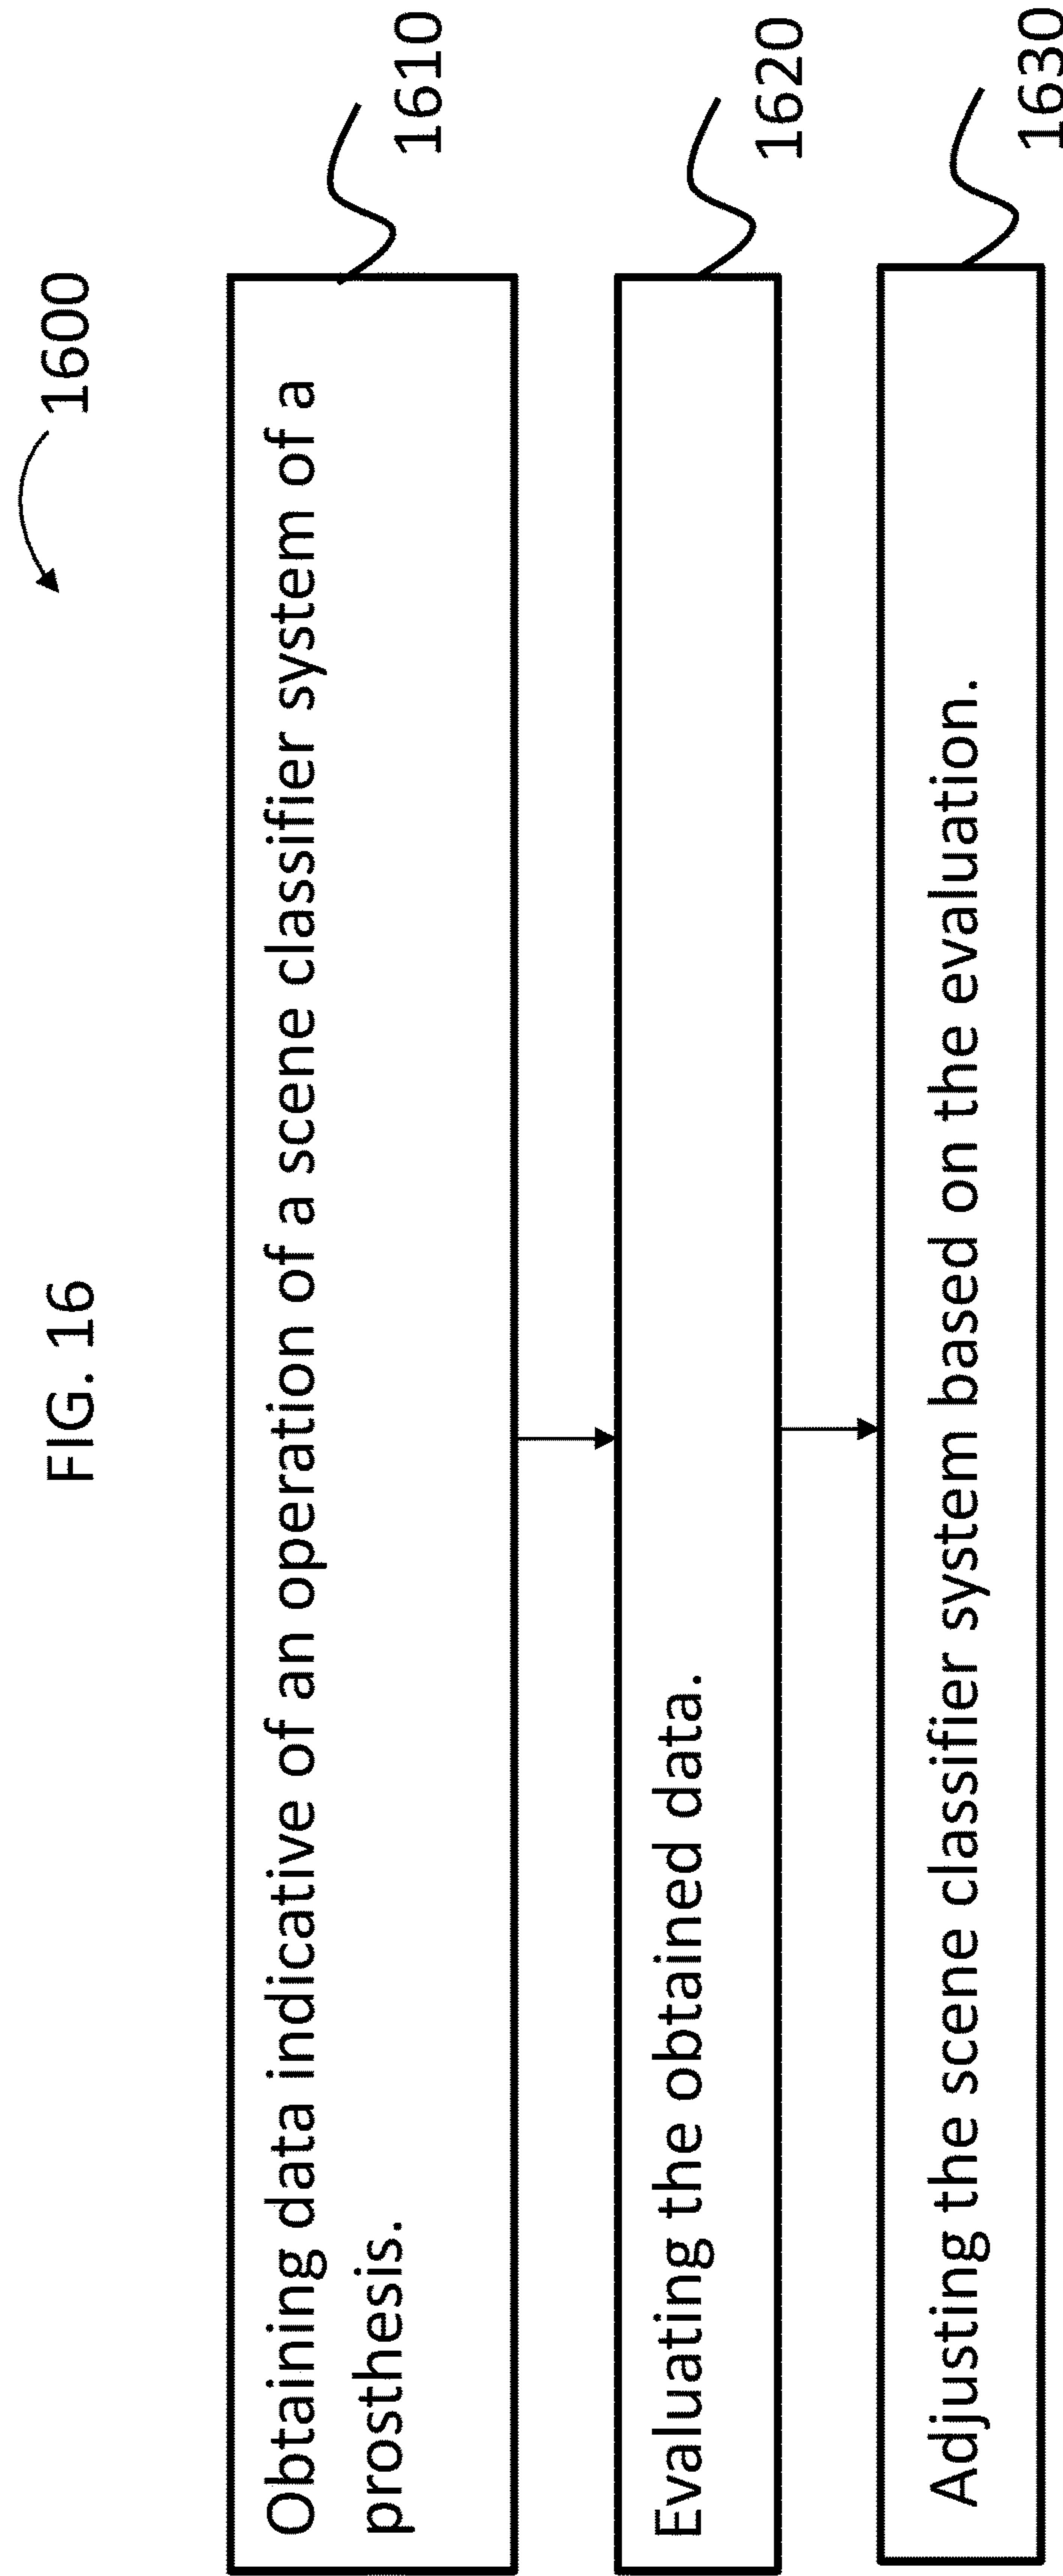 FIG. 16
1600
Obtaining data indicative of an operation of a scene classifier system of a
prosthesis.
1610
Evaluating the obtained data.
1620
Adjusting the scene classifier system based on the evaluation.
1630